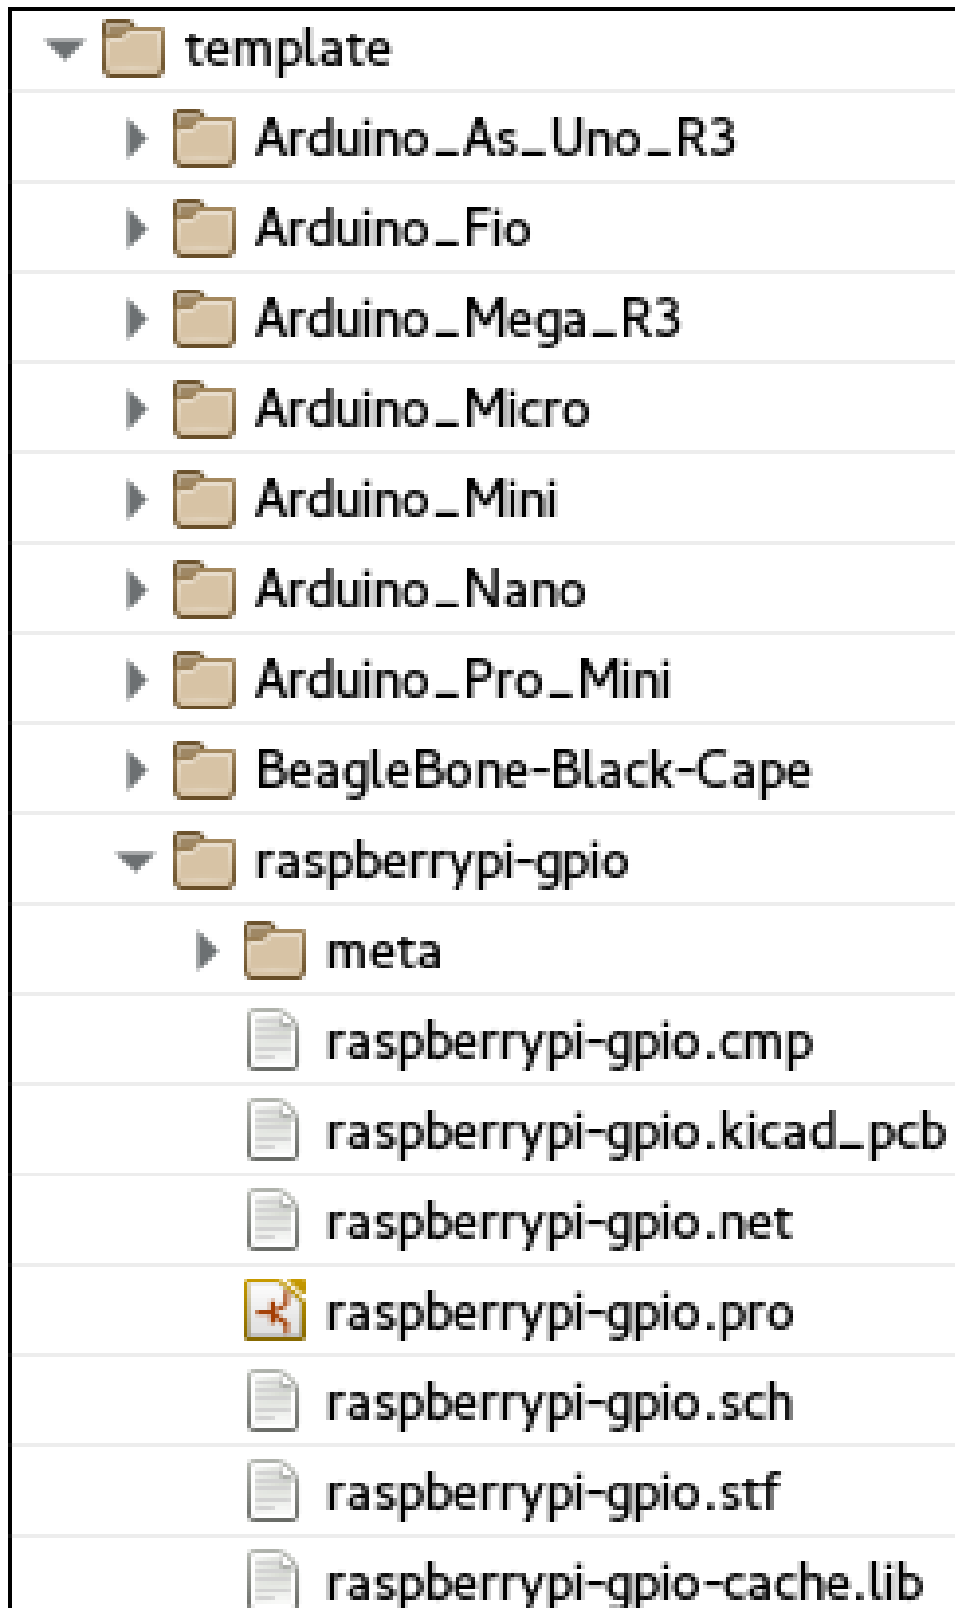 template
Arduino_As_Uno_R3
Arduino_Fio
Arduino_Mega_R3
Arduino_Micro
Arduino_Mini
Arduino_Nano
Arduino_Pro_Mini
BeagleBone-Black-Cape
raspberrypi-gpio
meta
raspberrypi-gpio.cmp
raspberrypi-gpio.kicad_pcb
raspberrypi-gpio.net
raspberrypi-gpio.pro
raspberrypi-gpio.sch
raspberrypi-gpio.stf
raspberrypi-gpio-cache.lib